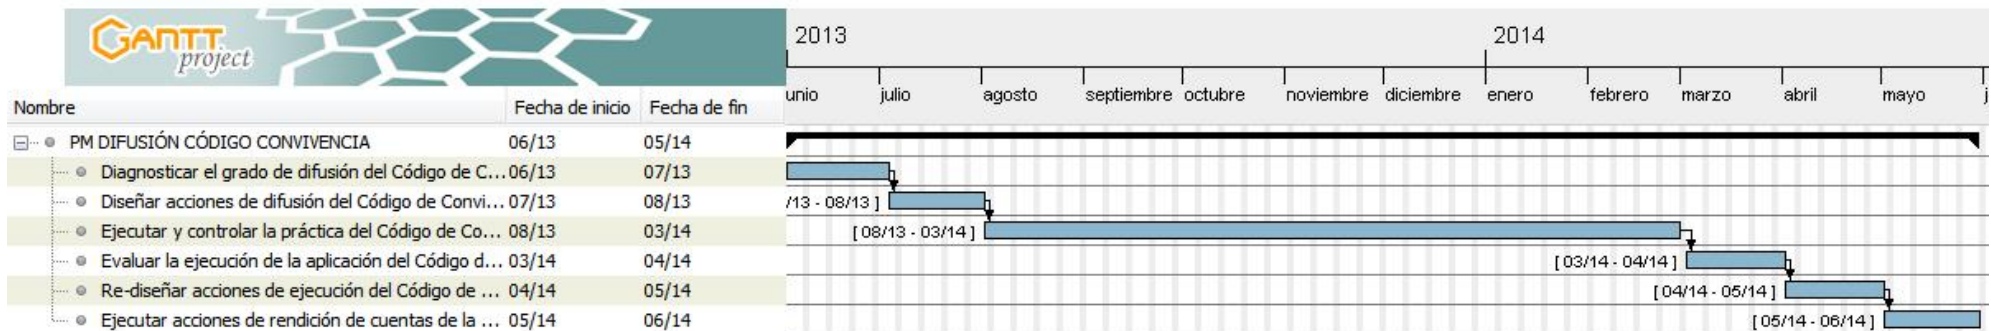 GANTT
project
2013
2014
unio julio agosto septiembre octubre noviembre diciembre enero febrero marzo abril mayo j
Nombre Fecha de inicio Fecha de fin
PM DIFUSIÓN CÓDIGO CONVIVENCIA 06/13 05/14
Diagnosticar el grado de difusión del Código de C... 06/13 07/13
Diseñar acciones de difusión del Código de Convi... 07/13 08/13 /13 - 08/13 ]
Ejecutar y controlar la práctica del Código de Co... 08/13 03/14 [ 08/13 - 03/14 ]
Evaluar la ejecución de la aplicación del Código d... 03/14 04/14 [ 03/14 - 04/14 ]
Re-diseñar acciones de ejecución del Código de ... 04/14 05/14 [ 04/14 - 05/14 ]
Ejecutar acciones de rendición de cuentas de la ... 05/14 06/14 [ 05/14 - 06/14 ]